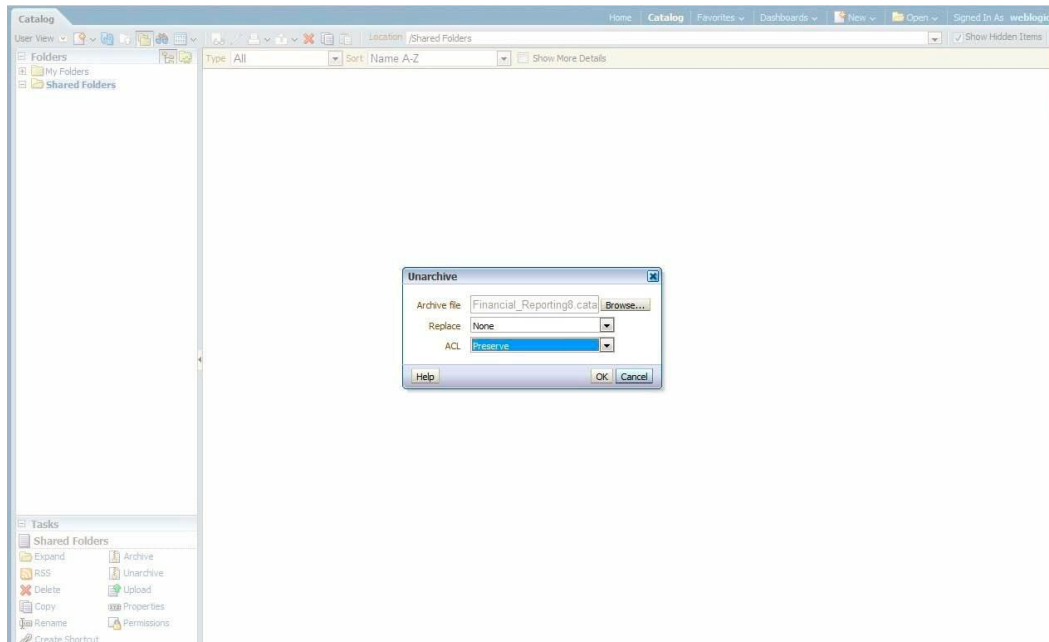 Catalog
Home Catalog Favorites Dashboards New Open Signed In As weblogic
User View Location /Shared Folders Show Hidden Items
Folders
Type All Sort Name A-Z Show More Details
My Folders
Shared Folders
Unarchive
Archive file Financial_Reporting8.cata Browse...
Replace None
ACL Preserve
Help OK Cancel
Tasks
Shared Folders
Expand Archive
RSS Unarchive
Delete Upload
Copy Properties
Rename Permissions
Create Shortcut